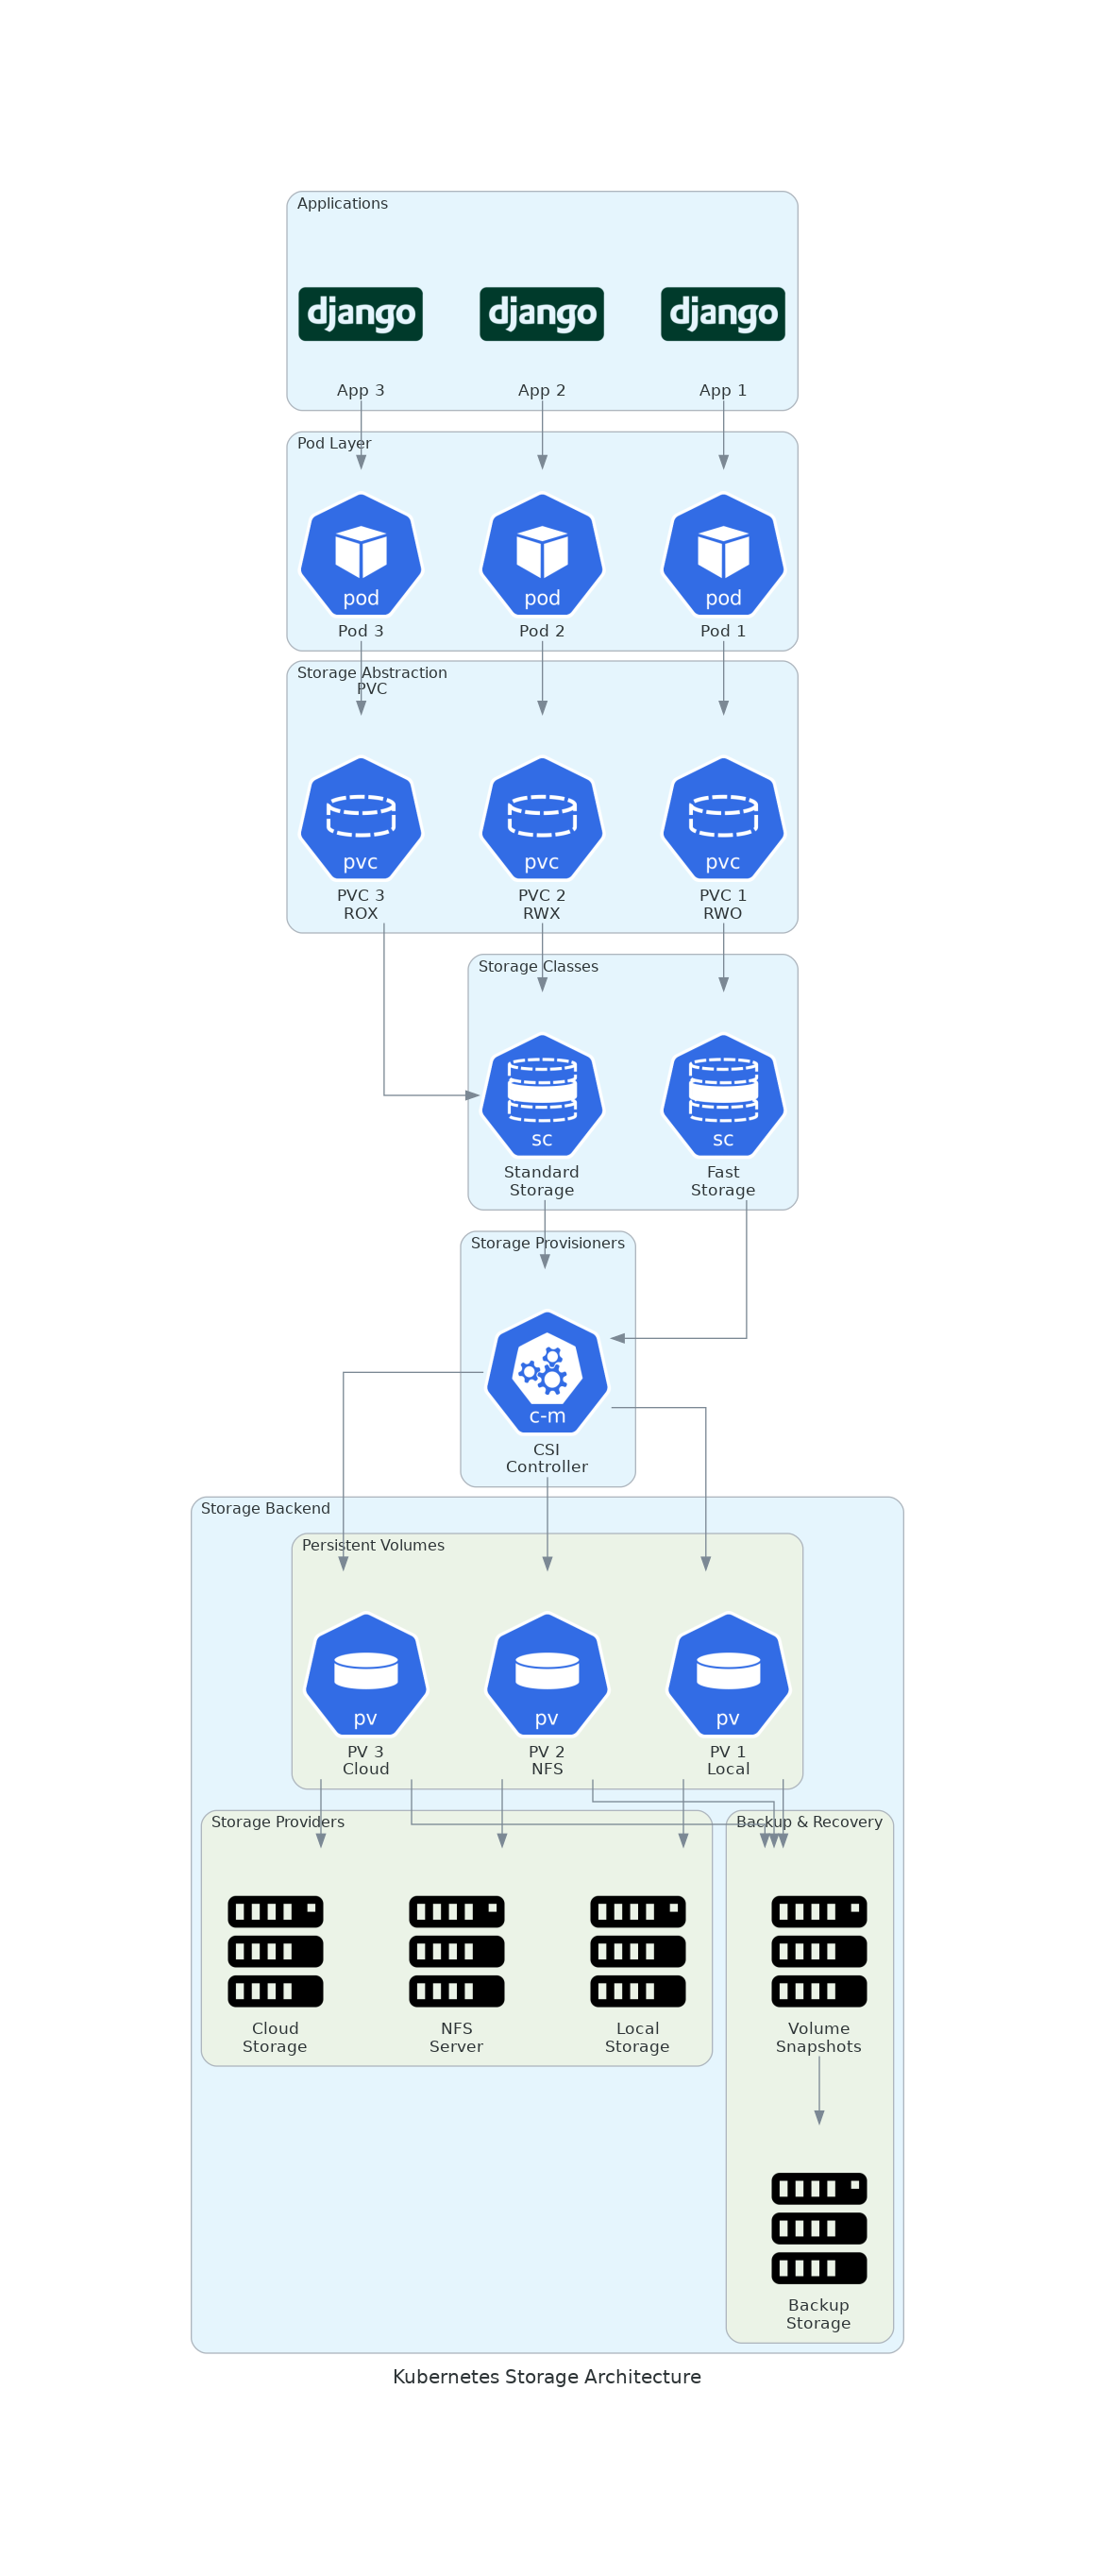 Applications
django
django
django
App 3
App 2
App 1
Pod Layer
pod
pod
pod
Pod 3
Pod 2
Pod 1
Storage Abstraction
PVC
pvc
pvc
pvc
PVC 3
ROX
PVC 2
RWX
PVC 1
RWO
Storage Classes
sc
sc
Standard
Storage
Fast
Storage
Storage Provisioners
c-m
CSI
Controller
Storage Backend
Persistent Volumes
pv
pv
pv
PV 3
Cloud
PV 2
NFS
PV 1
Local
Storage Providers
Backup & Recovery
Cloud
Storage
NFS
Server
Local
Storage
Volume
Snapshots
Backup
Storage
Kubernetes Storage Architecture